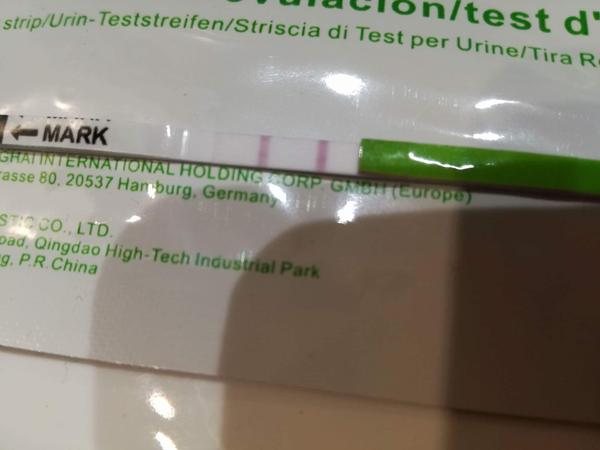 ovulación/test d'
strip/Urin-Teststreifen/Striscia di Test per Urine/Tira
MARK
INTERNATIONAL HOLDING CORP. GMBH (Europe)
rasse 80, 20537 Hamburg, Germany
CO., LTD.
oad, Qingdao High-Tech Industrial Park
g, P.R.China